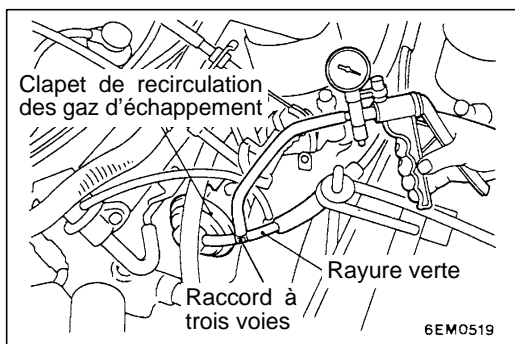 Clapet de recirculation
des gaz d'échappement
Rayure verte
Raccord à
trois voies
6EM0519